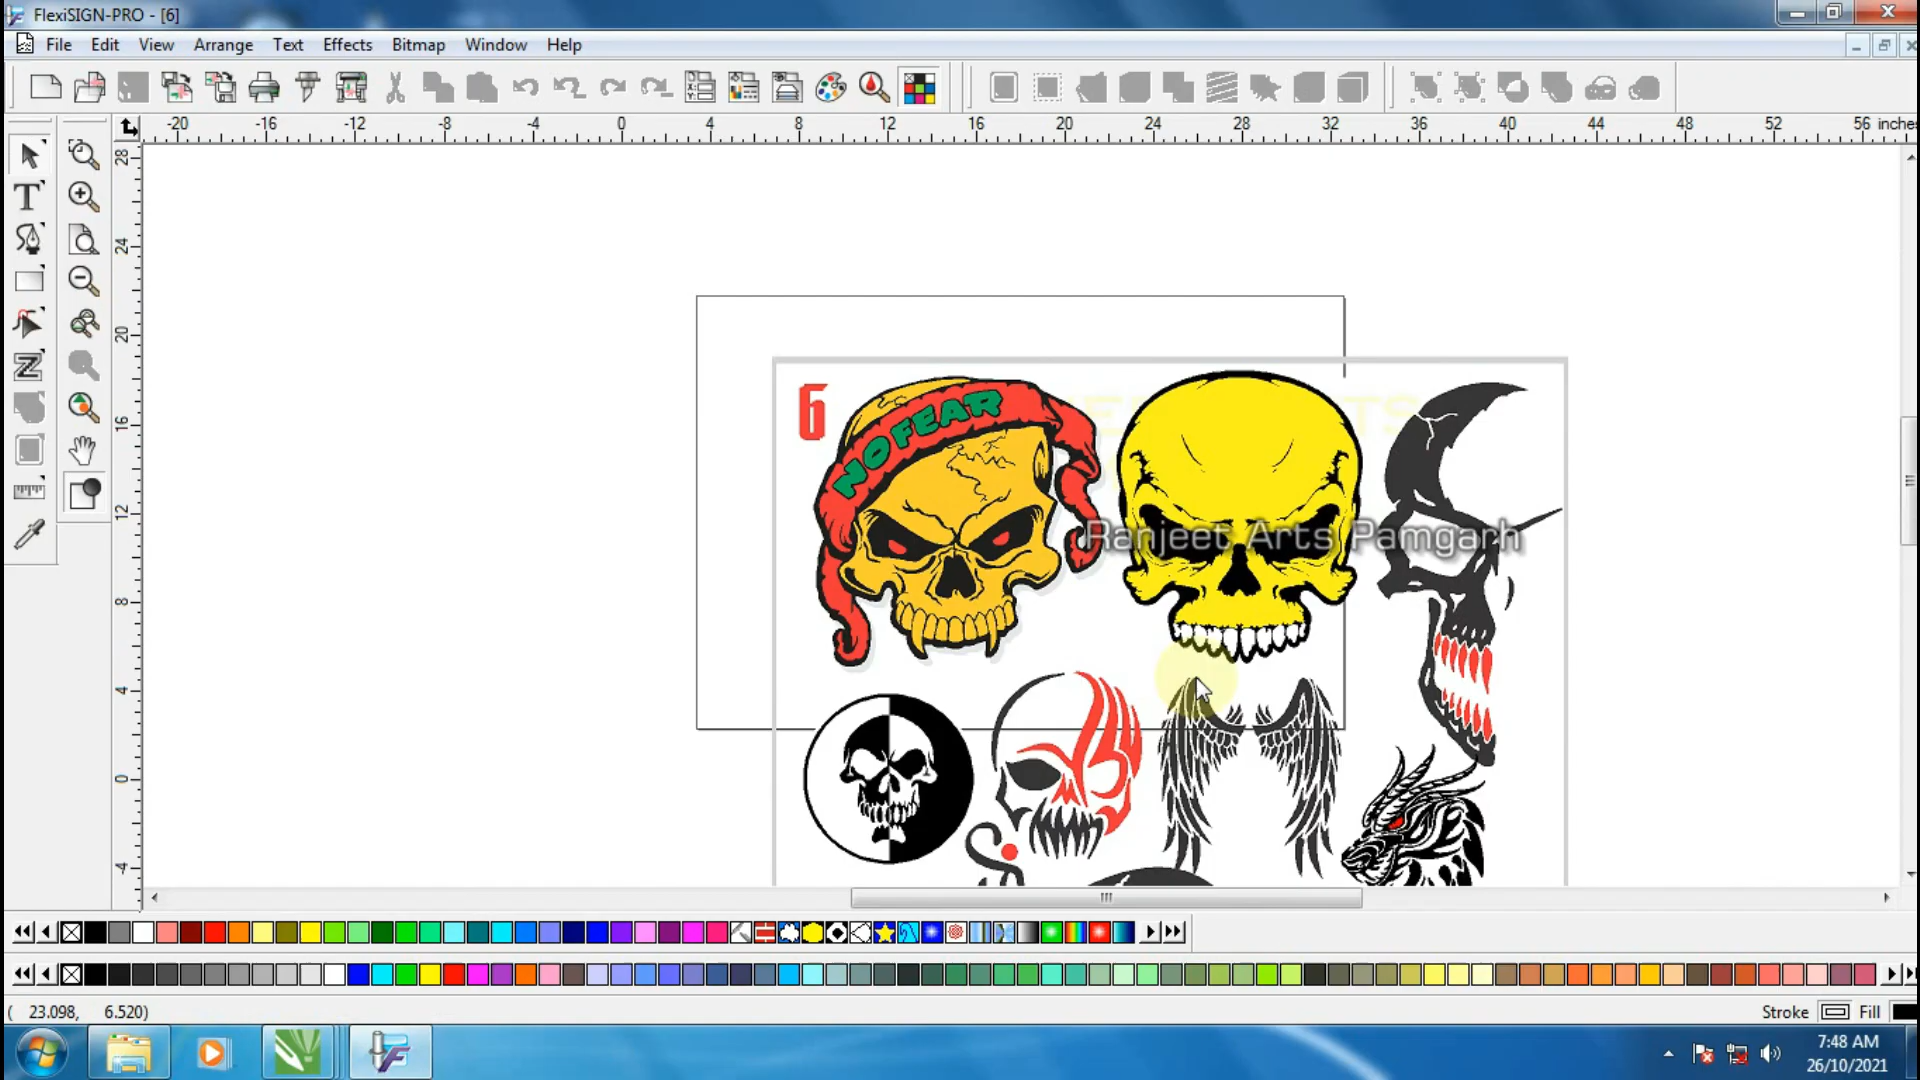 FlexiSIGN-PRO - [6]
File Edit View Arrange Text Effects Bitmap Window Help
-20 -16 -12 -8 -4 0 4 8 12 16 20 24 28 32 36 40 44 48 52 56 inches
28
24
20
16
12
8
4
0
-4
6
NO FEAR
Ranjeet Arts Pamgarh
( 23.098, 6.520)
Stroke Fill
7:48 AM
26/10/2021